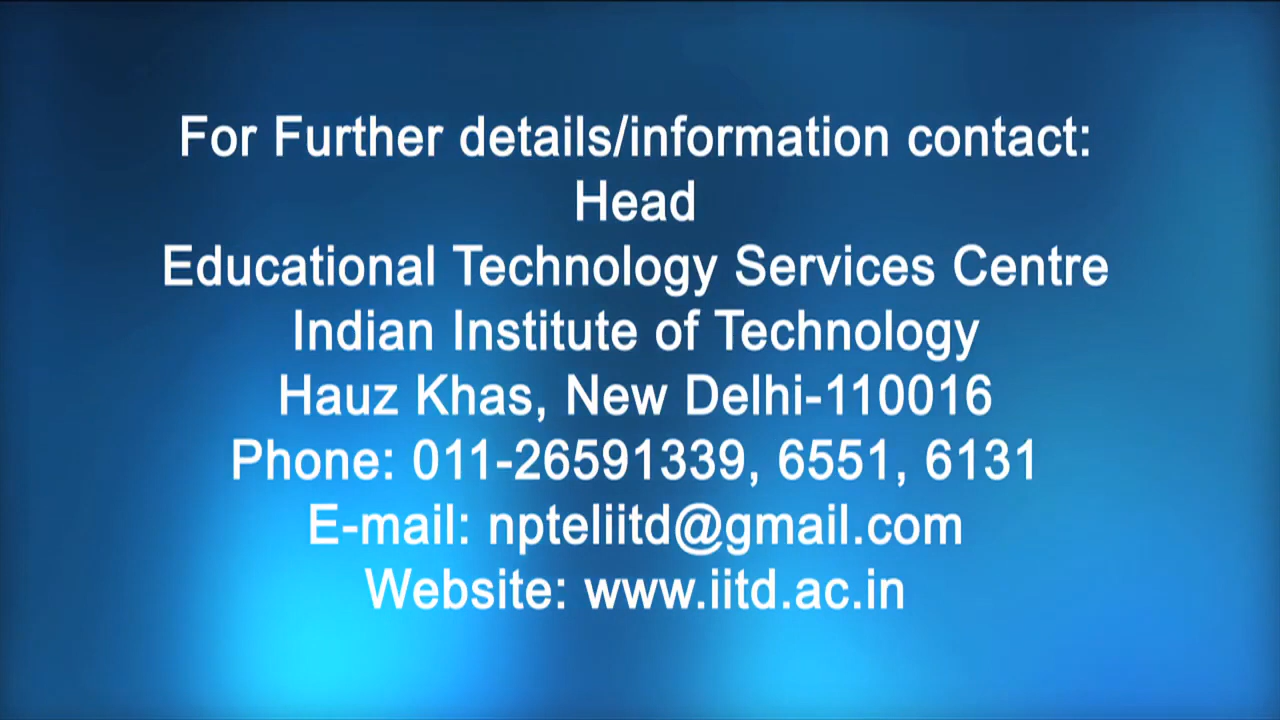 For Further details/information contact:
Head
Educational Technology Services Centre
Indian Institute of Technology
Hauz Khas, New Delhi-110016
Phone: 011-26591339, 6551, 6131
E-mail: npteliitd@gmail.com
Website: www.iitd.ac.in